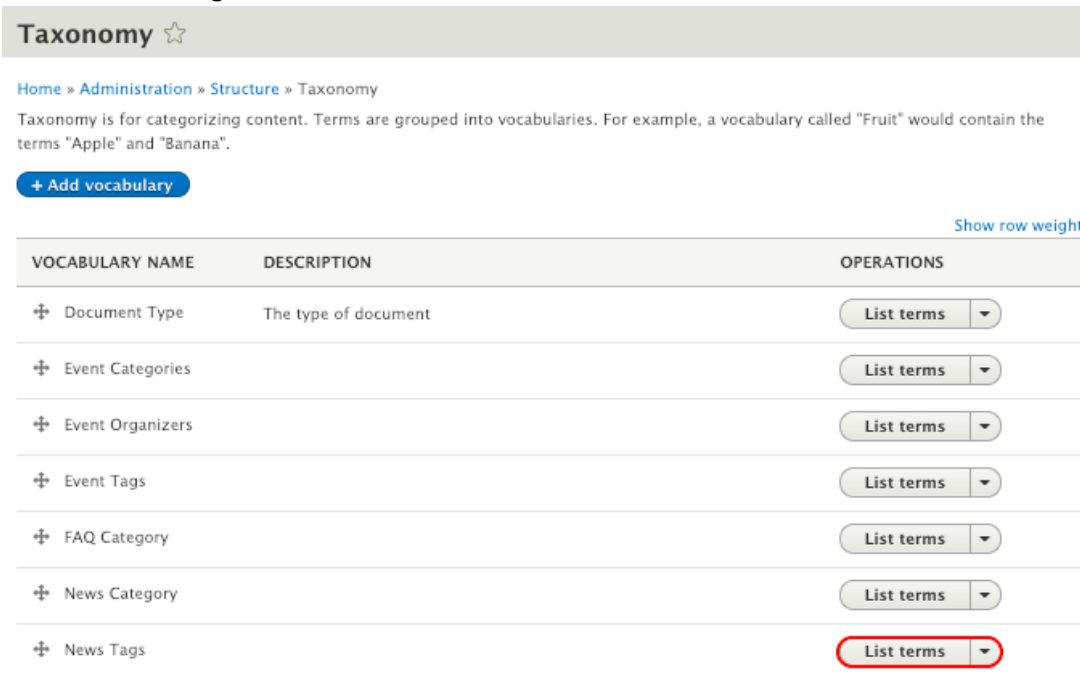 Taxonomy
Home » Administration » Structure » Taxonomy
Taxonomy is for categorizing content. Terms are grouped into vocabularies. For example, a vocabulary called "Fruit" would contain the
terms "Apple" and "Banana".
+ Add vocabulary
Show row weight
VOCABULARY NAME DESCRIPTION OPERATIONS
Document Type The type of document List terms
Event Categories List terms
Event Organizers List terms
Event Tags List terms
FAQ Category List terms
News Category List terms
News Tags List terms